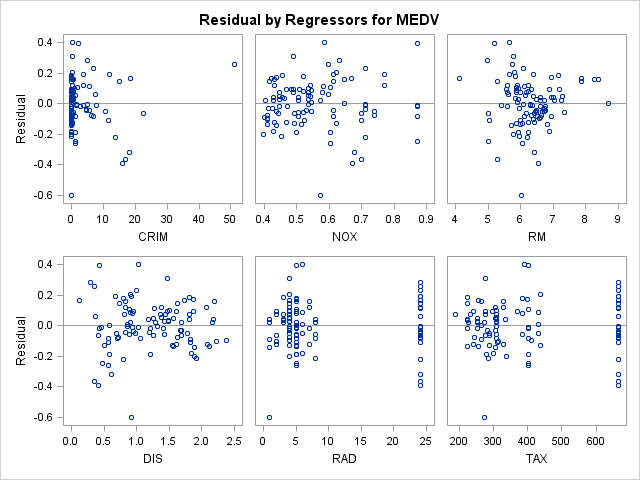 Residual by Regressors for MEDV
0.4
0.2
0.0
-0.2
-0.4
-0.6
Residual
0 10 20 30 40 50
CRIM
0.4 0.5 0.6 0.7 0.8 0.9
NOX
4 5 6 7 8 9
RM
0.4
0.2
0.0
-0.2
-0.4
-0.6
Residual
0.0 0.5 1.0 1.5 2.0 2.5
DIS
0 5 10 15 20 25
RAD
200 300 400 500 600
TAX